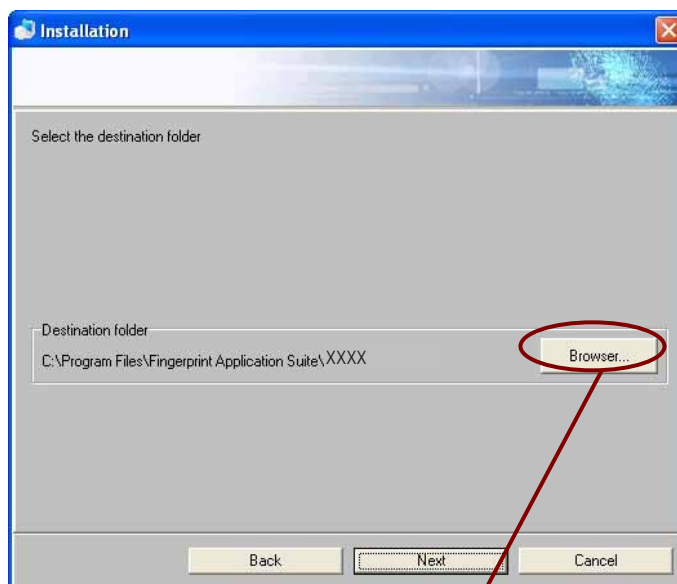 Installation
Select the destination folder
Destination folder
C:\Program Files\Fingerprint Application Suite\XXXX
Browser...
Back
Next
Cancel